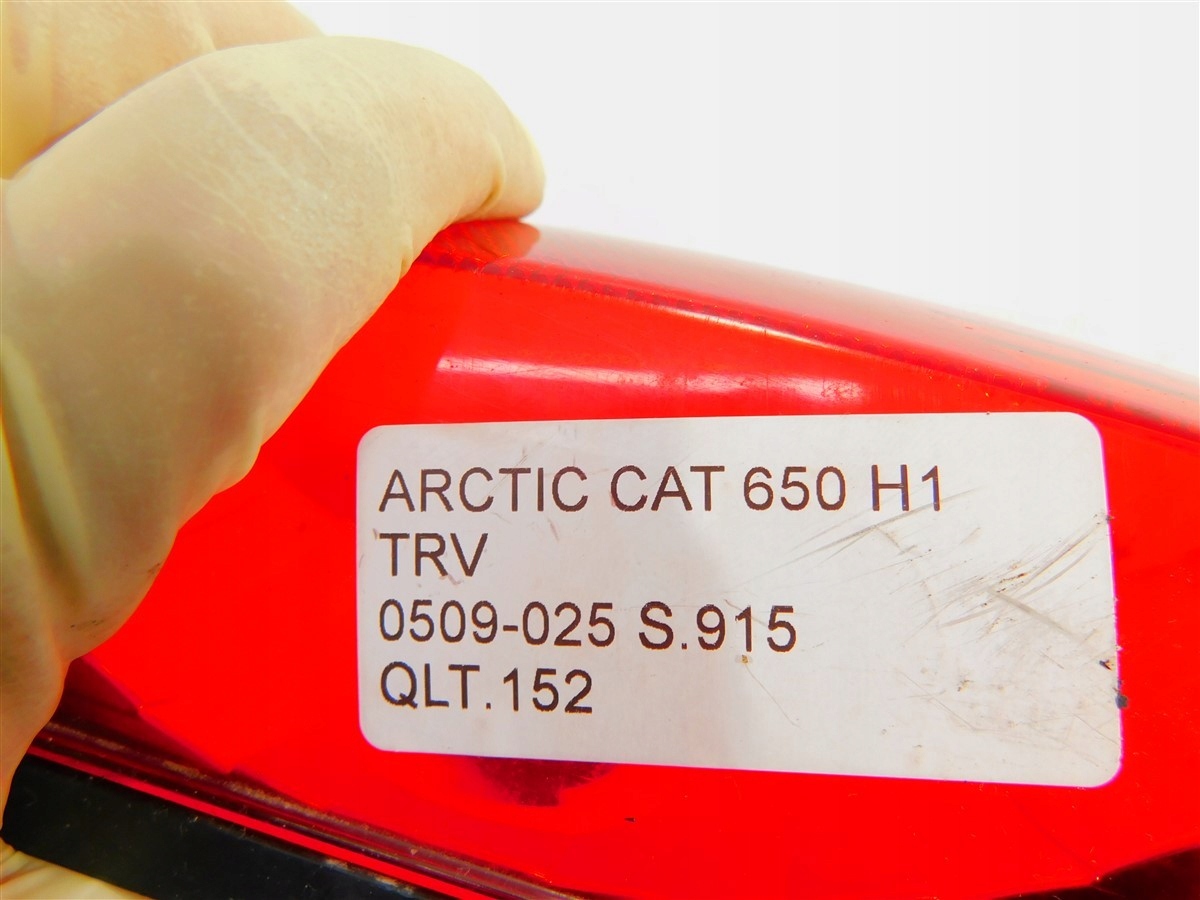 ARCTIC CAT 650 H1
TRV
0509-025 S.915
QLT.152